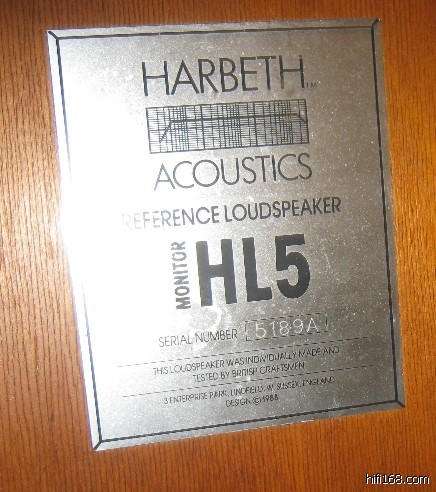 HARBETH™
ACOUSTICS
REFERENCE LOUDSPEAKER
MONITOR HL5
SERIAL NUMBER 5189A
THIS LOUDSPEAKER WAS INDIVIDUALLY MADE AND
TESTED BY BRITISH CRAFTSMEN
3 ENTERPRISE PARK, LINDFIELD, W. SUSSEX, ENGLAND
DESIGN © 1988
hifi168.com